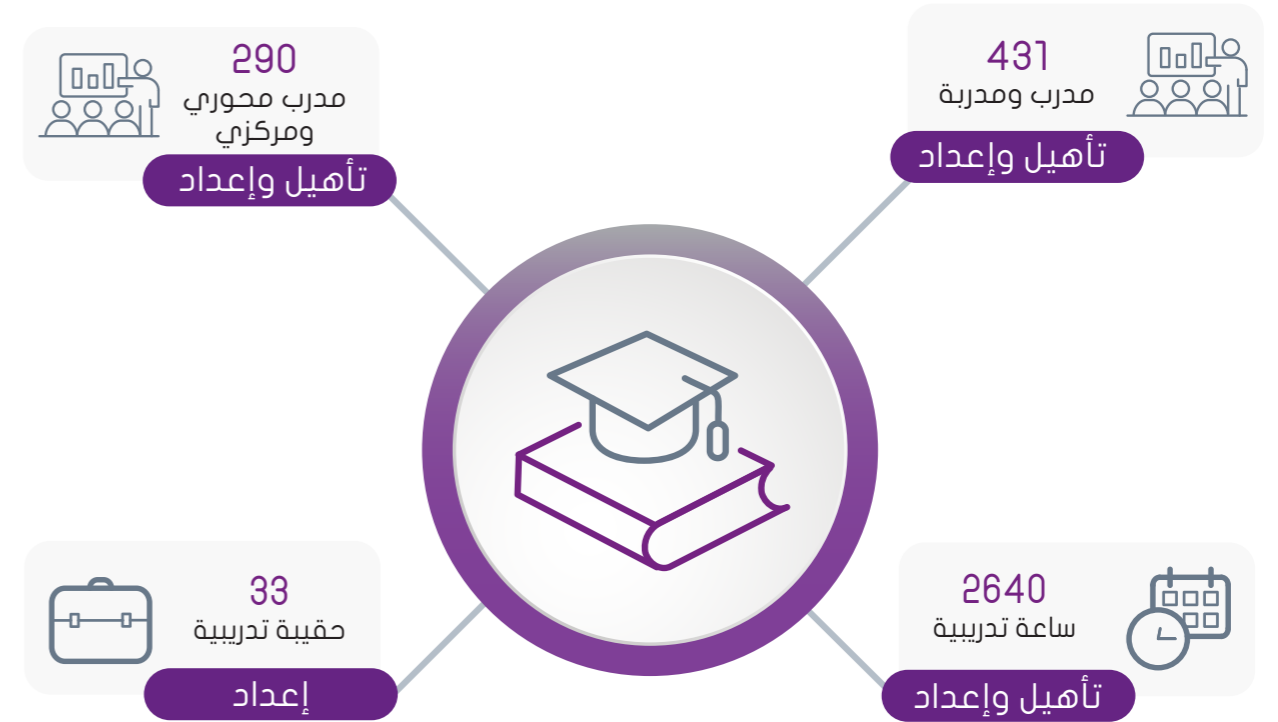 431
مدرب ومدربة
تأهيل وإعداد
290
مدرب محوري
ومركزي
تأهيل وإعداد
2640
ساعة تدريبية
تأهيل وإعداد
33
حقيبة تدريبية
إعداد